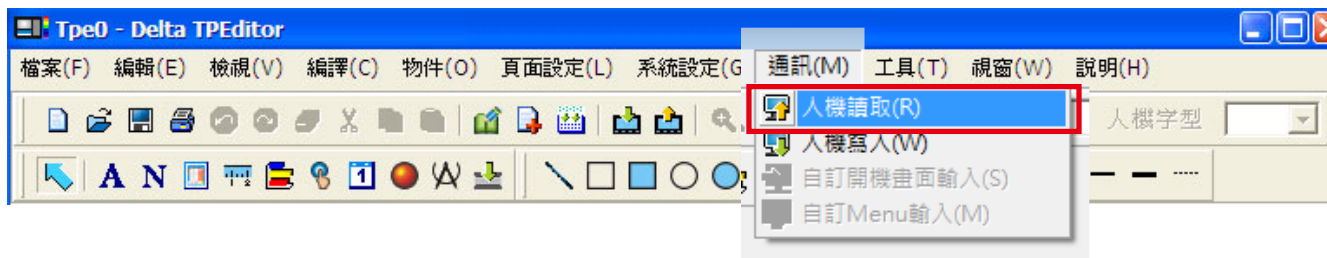 Tpe0 - Delta TPEditor
檔案(F) 編輯(E) 檢視(V) 編譯(C) 物件(O) 頁面設定(L) 系統設定(G 通訊(M) 工具(T) 視窗(W) 說明(H)
人機讀取(R)
人機字型
人機寫入(W)
A N 1
自訂開機畫面輸入(S)
自訂Menu輸入(M)